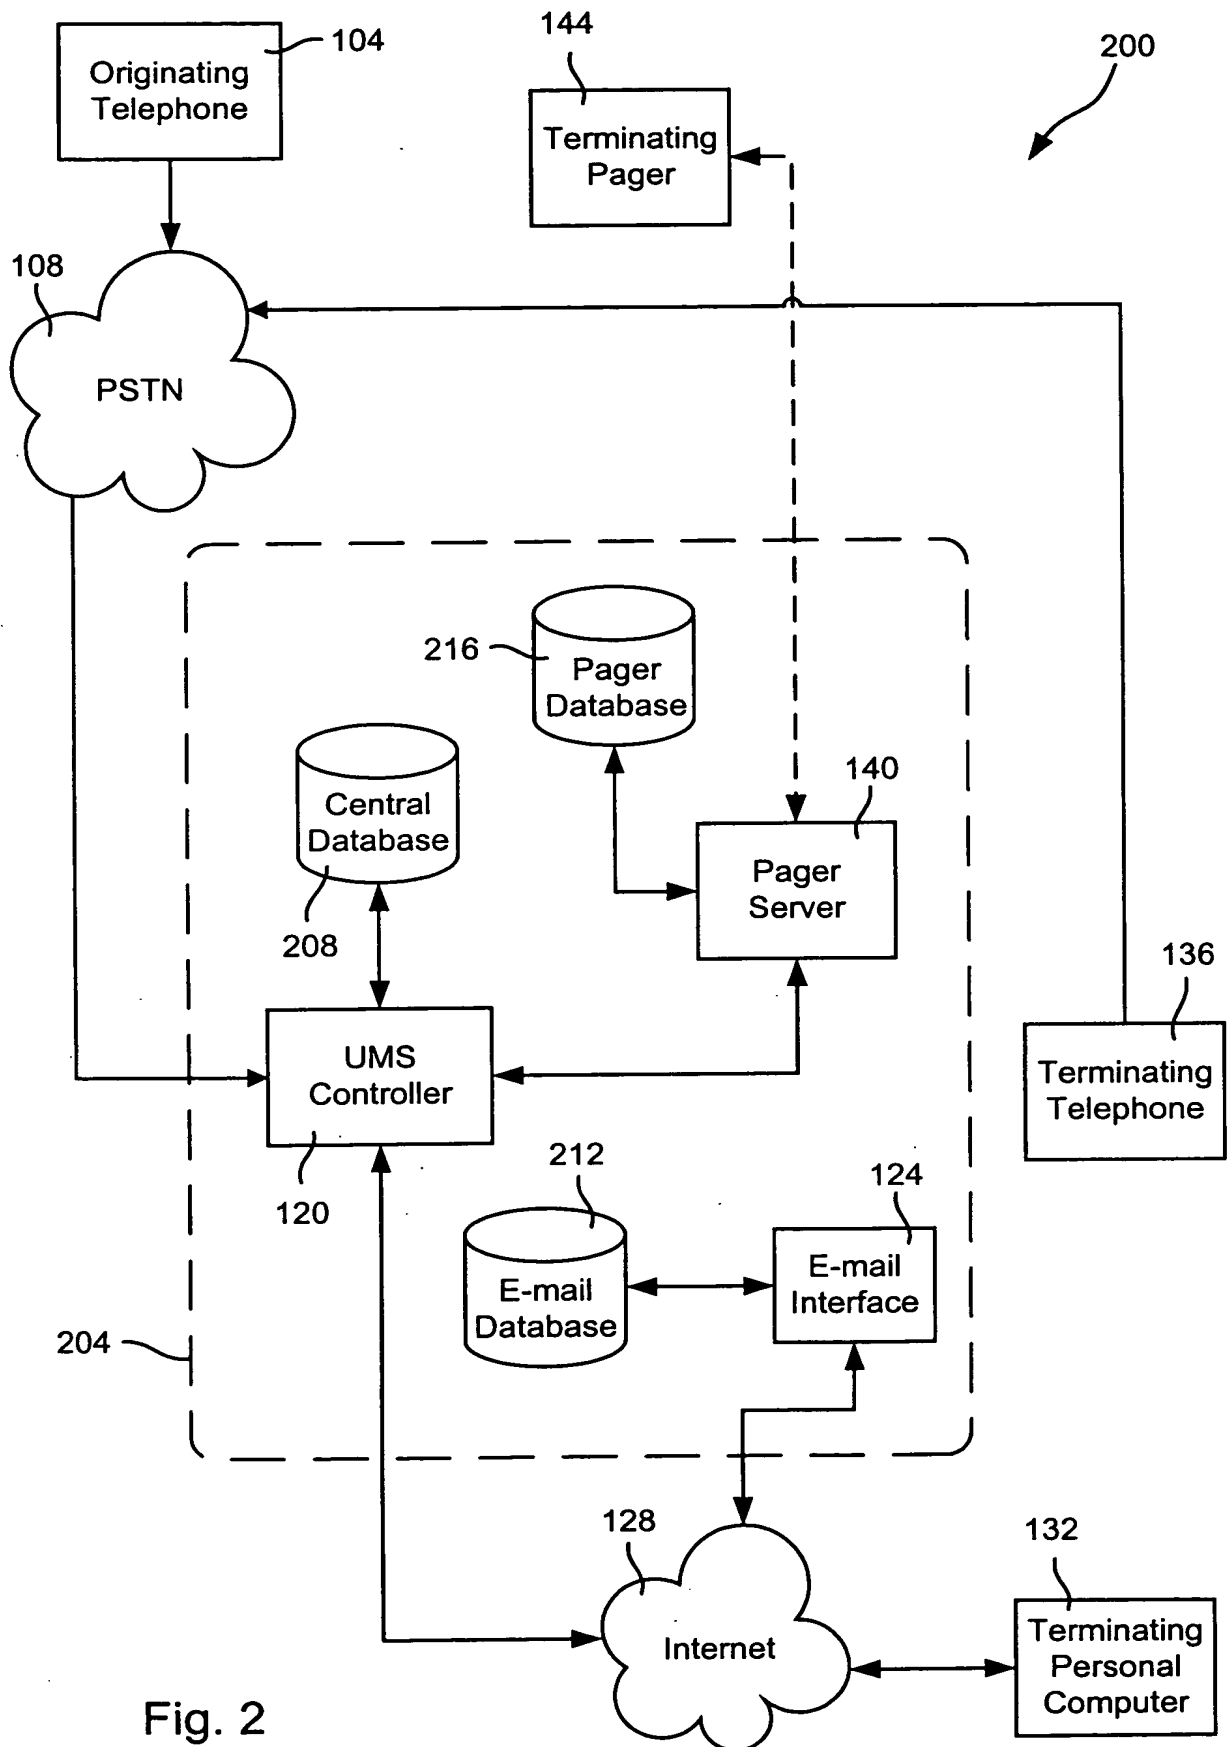 104
144
200
Originating
Telephone
Terminating
Pager
108
PSTN
216
Pager
Database
140
Central
Database
Pager
Server
208
136
UMS
Controller
Terminating
Telephone
120
212
124
E-mail
Interface
E-mail
Database
204
128
132
Internet
Terminating
Personal
Computer
Fig. 2